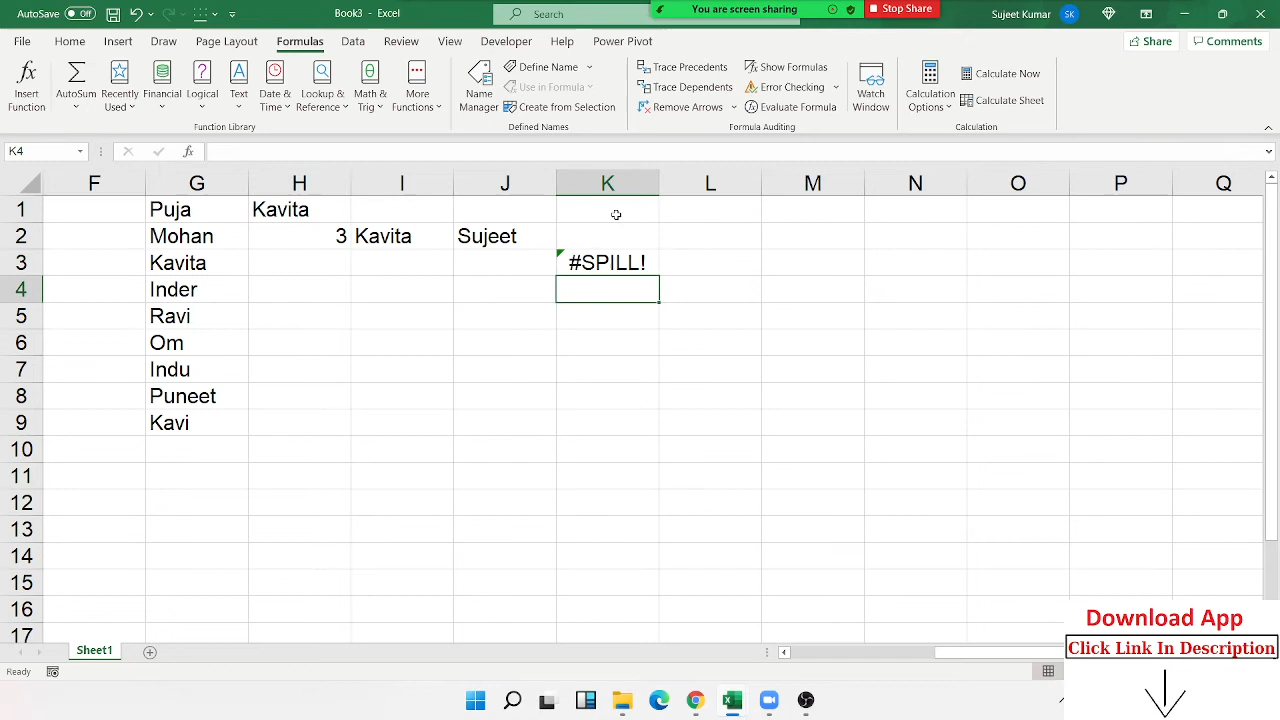 AutoSave Off Book3 - Excel Search You are screen sharing Stop Share Sujeet Kumar SK
File Home Insert Draw Page Layout Formulas Data Review View Developer Help Power Pivot Share Comments
Insert Function
AutoSum
Recently Used
Financial
Logical
Text
Date & Time
Lookup & Reference
Math & Trig
More Functions
Function Library
Name Manager
Define Name
Use in Formula
Create from Selection
Defined Names
Trace Precedents
Trace Dependents
Remove Arrows
Show Formulas
Error Checking
Evaluate Formula
Watch Window
Formula Auditing
Calculation Options
Calculate Now
Calculate Sheet
Calculation
K4 fx
F G H I J K L M N O P Q
1 Puja Kavita
2 Mohan 3 Kavita Sujeet
3 Kavita #SPILL!
4 Inder
5 Ravi
6 Om
7 Indu
8 Puneet
9 Kavi
10
11
12
13
14
15
16
17
Download App
Click Link In Description
Sheet1
Ready